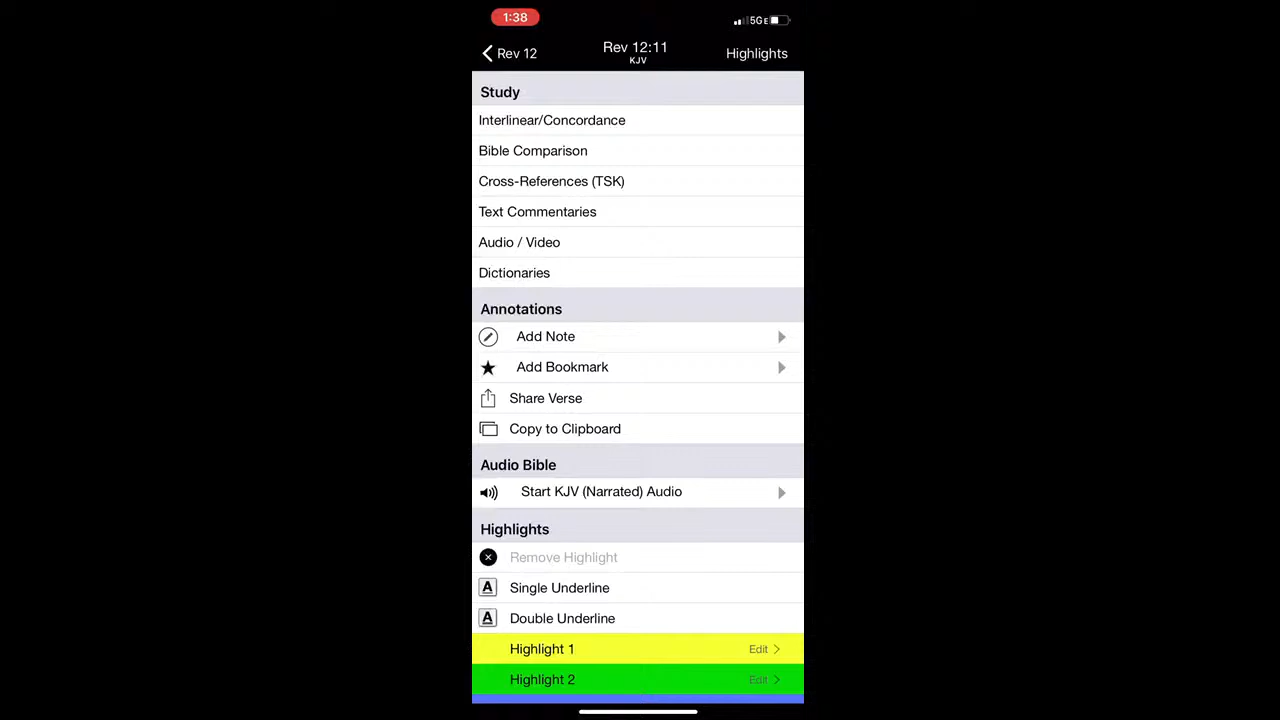 1:38
5GE
Rev 12
Rev 12:11
KJV
Highlights
Study
Interlinear/Concordance
Bible Comparison
Cross-References (TSK)
Text Commentaries
Audio / Video
Dictionaries
Annotations
Add Note
Add Bookmark
Share Verse
Copy to Clipboard
Audio Bible
Start KJV (Narrated) Audio
Highlights
Remove Highlight
A Single Underline
A Double Underline
Highlight 1 Edit
Highlight 2 Edit